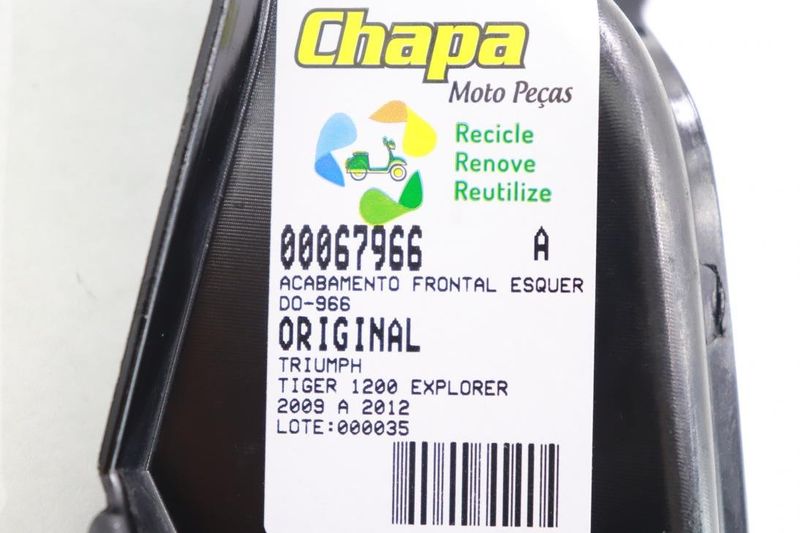 Chapa
Moto Peças
Recicle
Renove
Reutilize
00067966 A
ACABAMENTO FRONTAL ESQUER
DO-966
ORIGINAL
TRIUMPH
TIGER 1200 EXPLORER
2009 A 2012
LOTE:000035